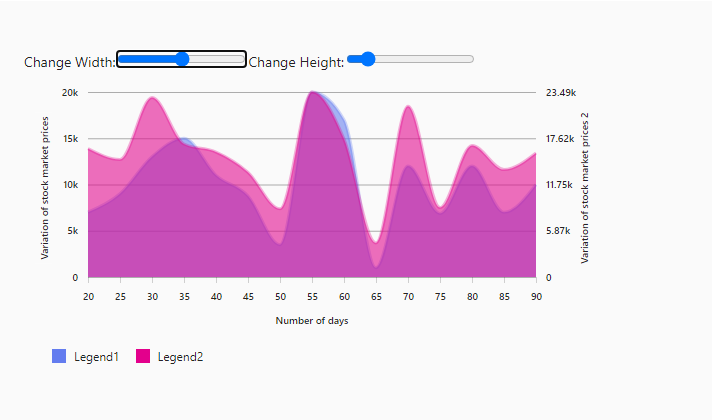 Change Width: Change Height:
Variation of stock market prices
20k
15k
10k
5k
0
23.49k
17.62k
11.75k
5.87k
0
Variation of stock market prices 2
20 25 30 35 40 45 50 55 60 65 70 75 80 85 90
Number of days
Legend1 Legend2